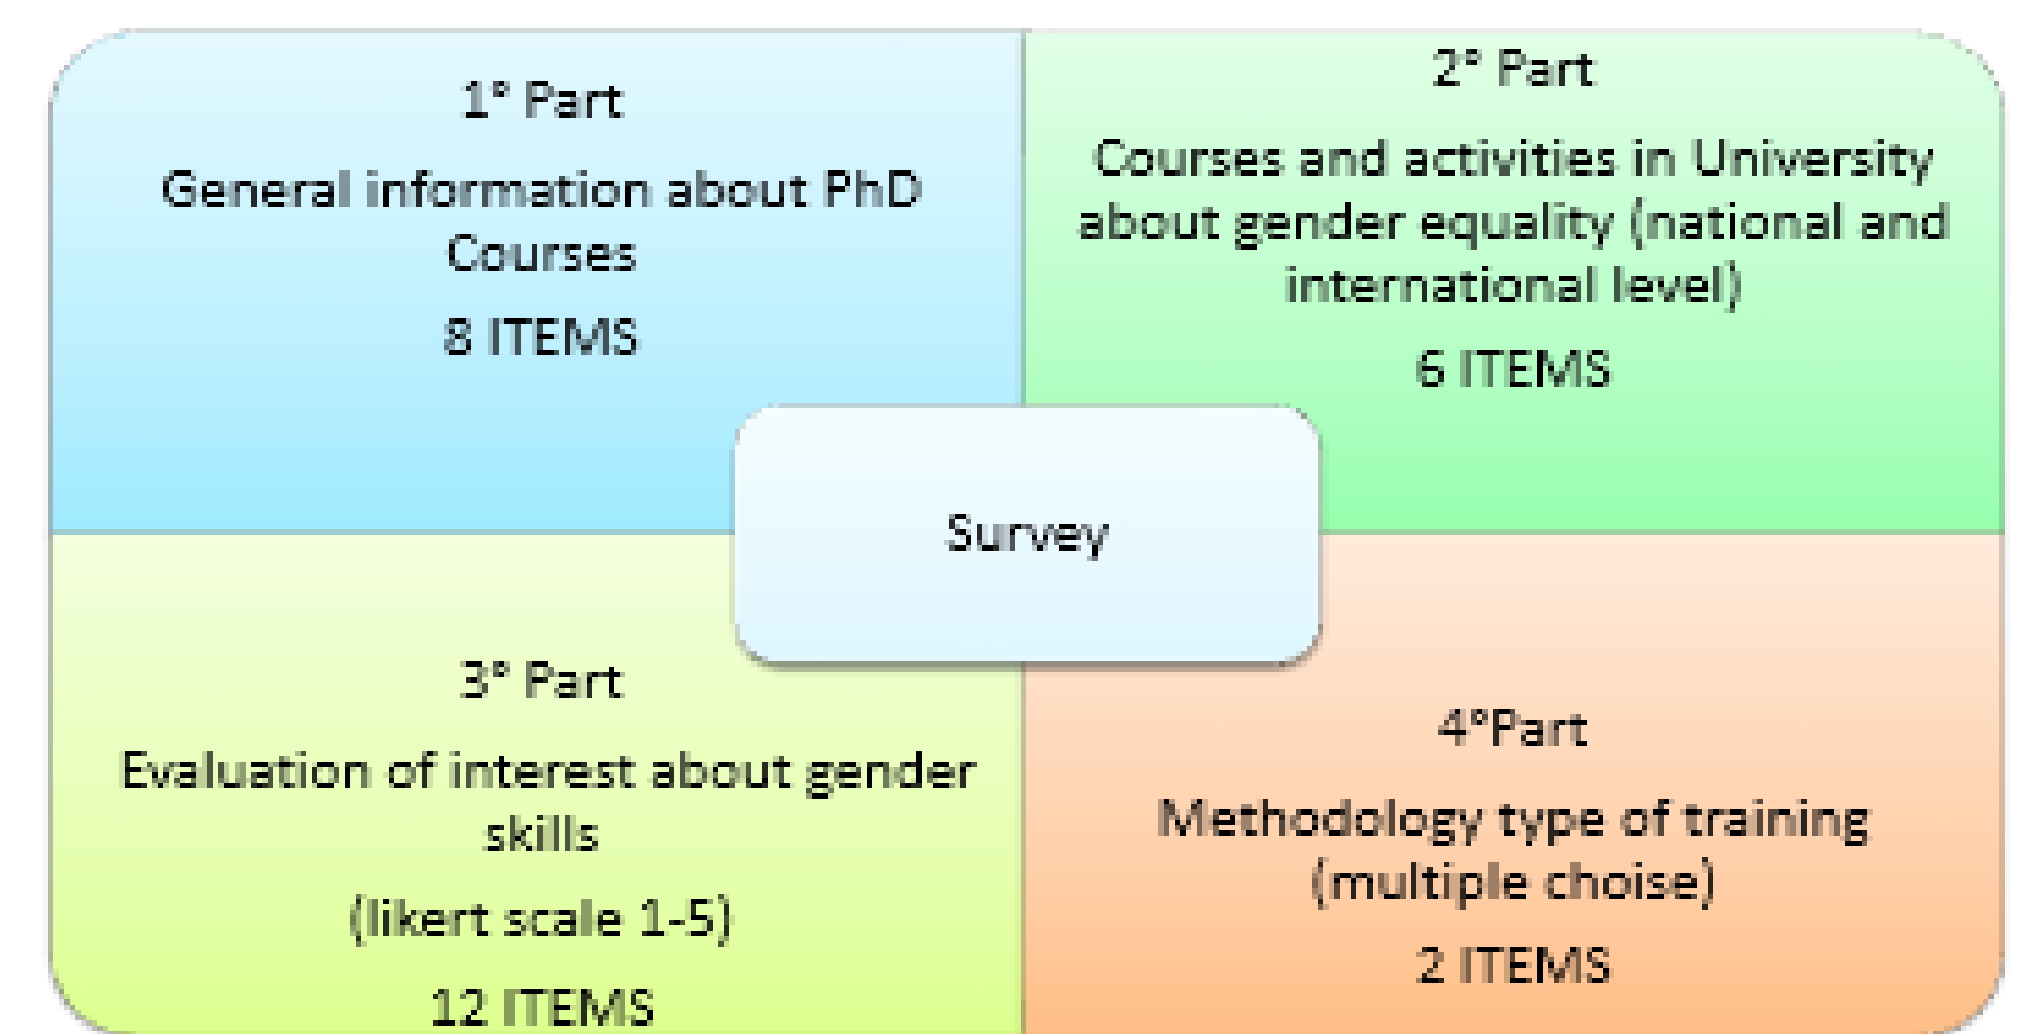 1° Part
General information about PhD
Courses
8 ITEMS
2° Part
Courses and activities in University
about gender equality (national and
international level)
6 ITEMS
Survey
3° Part
Evaluation of interest about gender
skills
(likert scale 1-5)
12 ITEMS
4°Part
Methodology type of training
(multiple choise)
2 ITEMS